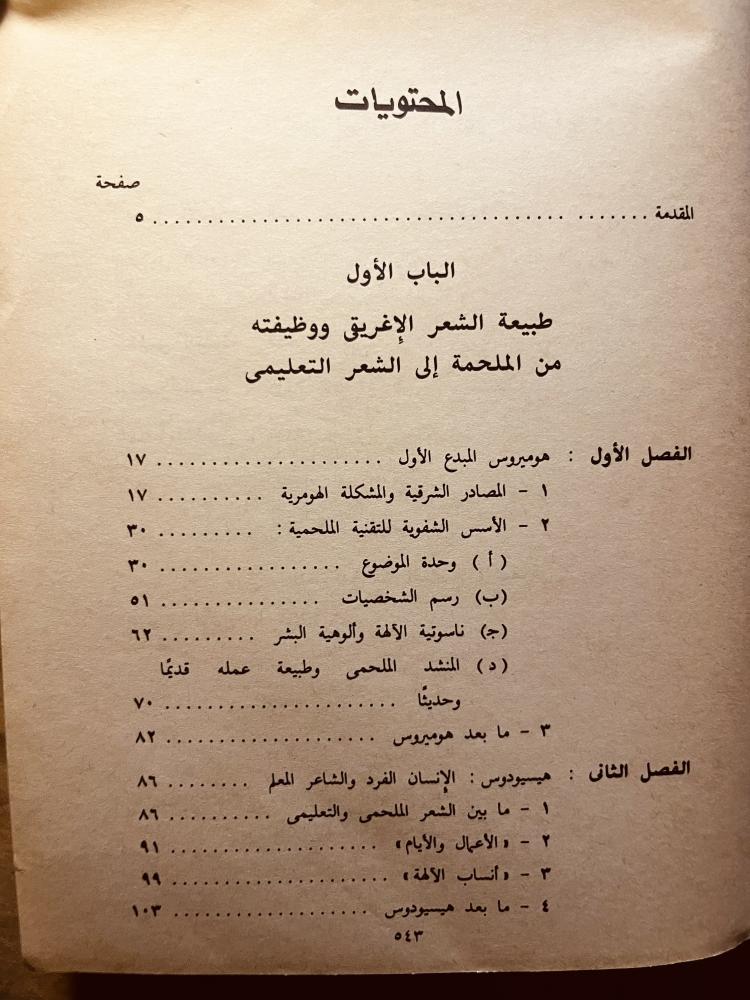 المحتويات
صفحة
المقدمة ........................................... ٥
الباب الأول
طبيعة الشعر الإغريق ووظيفته
من الملحمة إلى الشعر التعليمى
الفصل الأول : هوميروس المبدع الأول ..................... ١٧
١ - المصادر الشرقية والمشكلة الهومرية .......... ١٧
٢ - الأسس الشفوية للتقنية الملحمية : ......... ٣٠
( أ ) وحدة الموضوع ................. ٣٠
(ب) رسم الشخصيات ............... ٥١
(جـ) ناسوتية الآلهة وألوهية البشر ......... ٦٢
( د ) المنشد الملحمى وطبيعة عمله قديمًا
وحديثًا ...................... ٧٠
٣ - ما بعد هوميروس .................... ٨٢
الفصل الثانى : هيسيودوس : الإنسان الفرد والشاعر المعلم ........ ٨٦
١ - ما بين الشعر الملحمى والتعليمى .......... ٨٦
٢ - «الأعمال والأيام» .................... ٩١
٣ - «أنساب الآلهة» ..................... ٩٩
٤ - ما بعد هيسيودوس ................... ١٠٣
٥٤٣